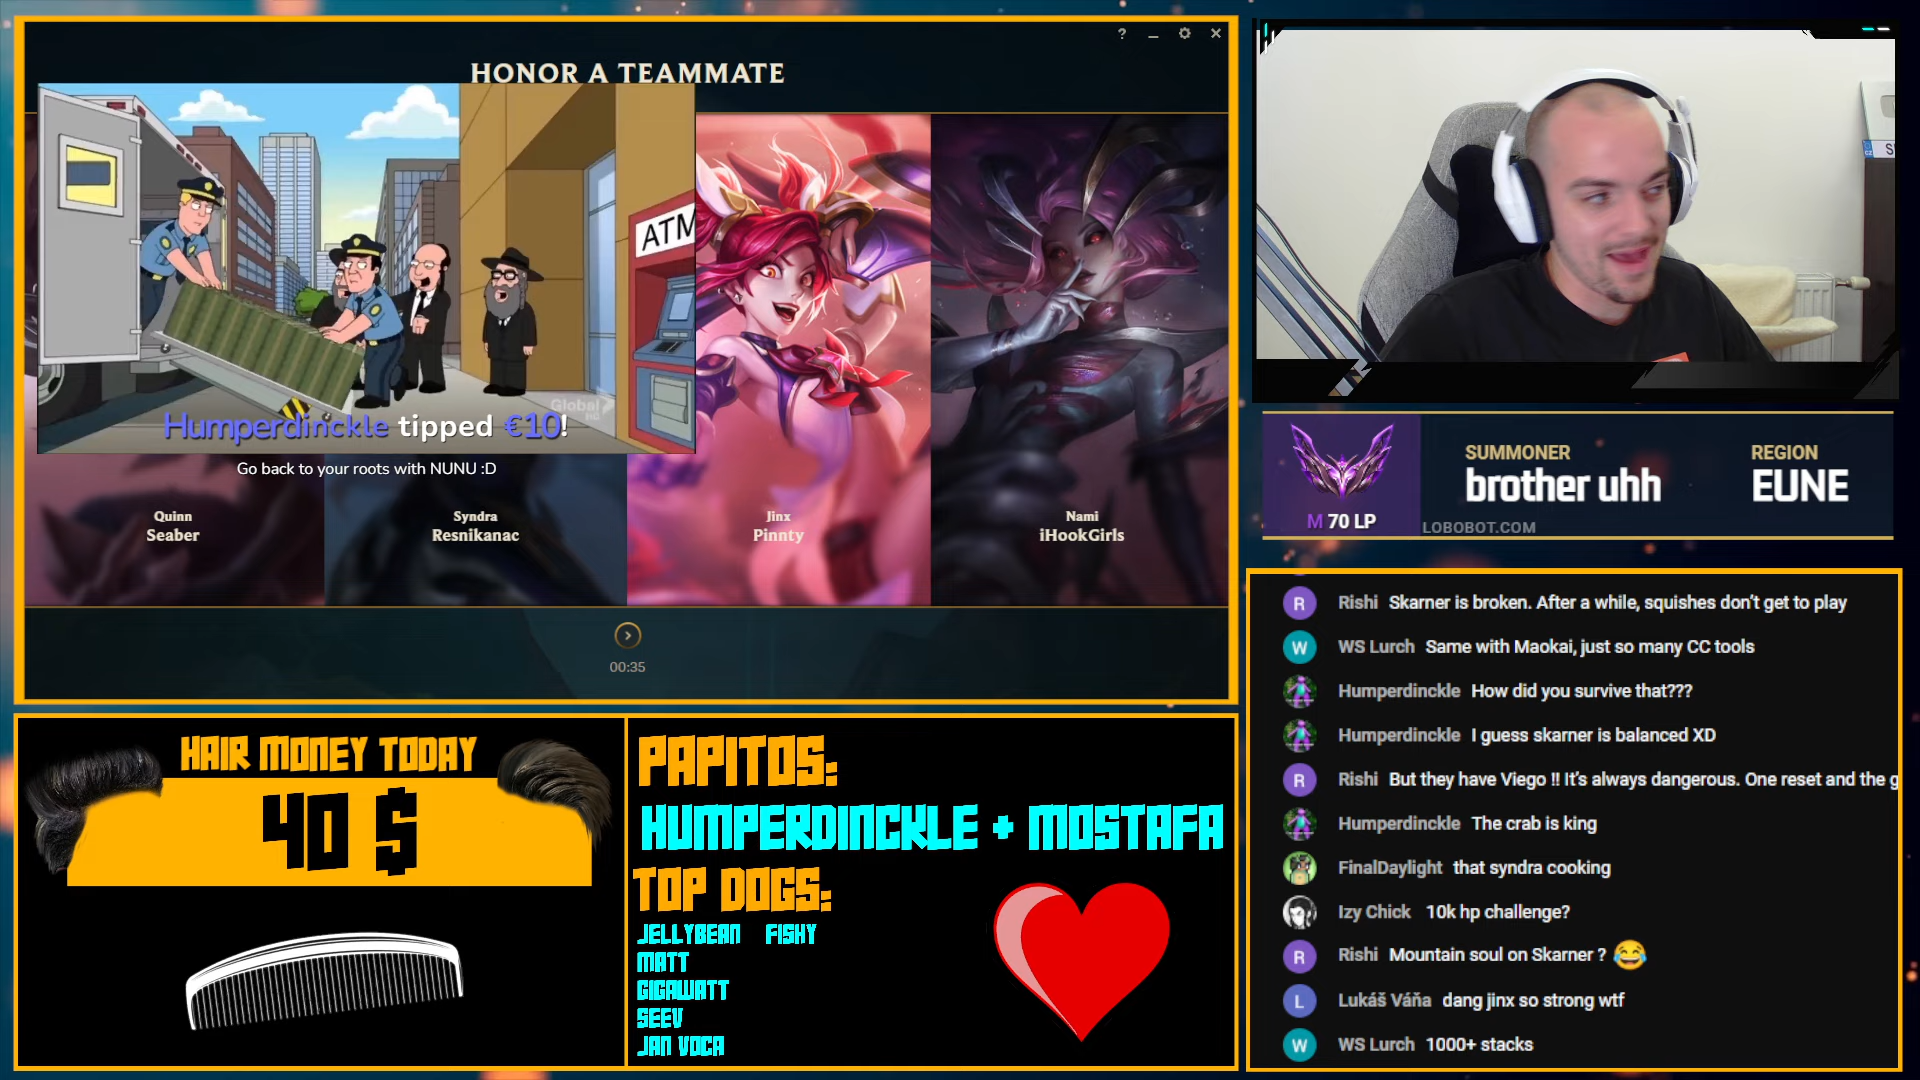 HONOR A TEAMMATE
ATM
Global
HD
Humperdinckle tipped €10!
Go back to your roots with NUNU :D
Quinn
Seaber
Syndra
Resnikanac
Jinx
Pinnty
Nami
iHookGirls
00:35
SUMMONER
brother uhh
REGION
EUNE
M 70 LP
LOBOBOT.COM
Rishi Skarner is broken. After a while, squishes don't get to play
WS Lurch Same with Maokai, just so many CC tools
Humperdinckle How did you survive that???
Humperdinckle I guess skarner is balanced XD
Rishi But they have Viego !! It's always dangerous. One reset and the g
Humperdinckle The crab is king
FinalDaylight that syndra cooking
Izy Chick 10k hp challenge?
Rishi Mountain soul on Skarner ? 😂
Lukáš Váňa dang jinx so strong wtf
WS Lurch 1000+ stacks
HAIR MONEY TODAY
40 $
PAPITOS:
HUMPERDINCKLE + MOSTAFA
TOP DOGS:
JELLYBEAN FISHY
MATT
GIGAWATT
SEEV
JAN VOCA